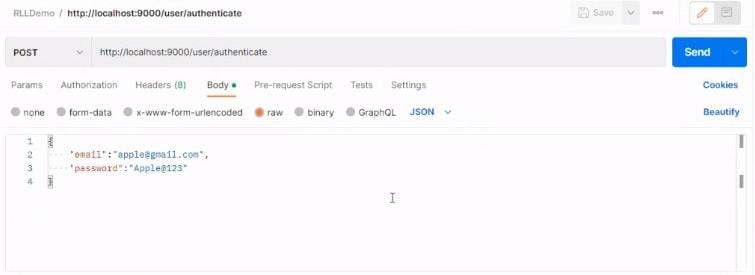 RLLDemo / http://localhost:9000/user/authenticate
Save
POST http://localhost:9000/user/authenticate Send
Params Authorization Headers (8) Body Pre-request Script Tests Settings Cookies
none form-data x-www-form-urlencoded raw binary GraphQL JSON Beautify
1 {
2 "email":"apple@gmail.com",
3 "password":"Apple@123"
4 }